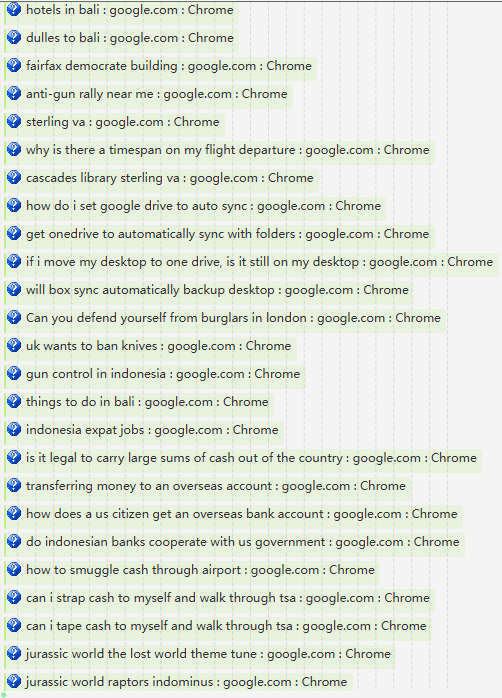 hotels in bali : google.com : Chrome
dulles to bali : google.com : Chrome
fairfax democrate building : google.com : Chrome
anti-gun rally near me : google.com : Chrome
sterling va : google.com : Chrome
why is there a timespan on my flight departure : google.com : Chrome
cascades library sterling va : google.com : Chrome
how do i set google drive to auto sync : google.com : Chrome
get onedrive to automatically sync with folders : google.com : Chrome
if i move my desktop to one drive, is it still on my desktop : google.com : Chrome
will box sync automatically backup desktop : google.com : Chrome
Can you defend yourself from burglars in london : google.com : Chrome
uk wants to ban knives : google.com : Chrome
gun control in indonesia : google.com : Chrome
things to do in bali : google.com : Chrome
indonesia expat jobs : google.com : Chrome
is it legal to carry large sums of cash out of the country : google.com : Chrome
transferring money to an overseas account : google.com : Chrome
how does a us citizen get an overseas bank account : google.com : Chrome
do indonesian banks cooperate with us government : google.com : Chrome
how to smuggle cash through airport : google.com : Chrome
can i strap cash to myself and walk through tsa : google.com : Chrome
can i tape cash to myself and walk through tsa : google.com : Chrome
jurassic world the lost world theme tune : google.com : Chrome
jurassic world raptors indominus : google.com : Chrome